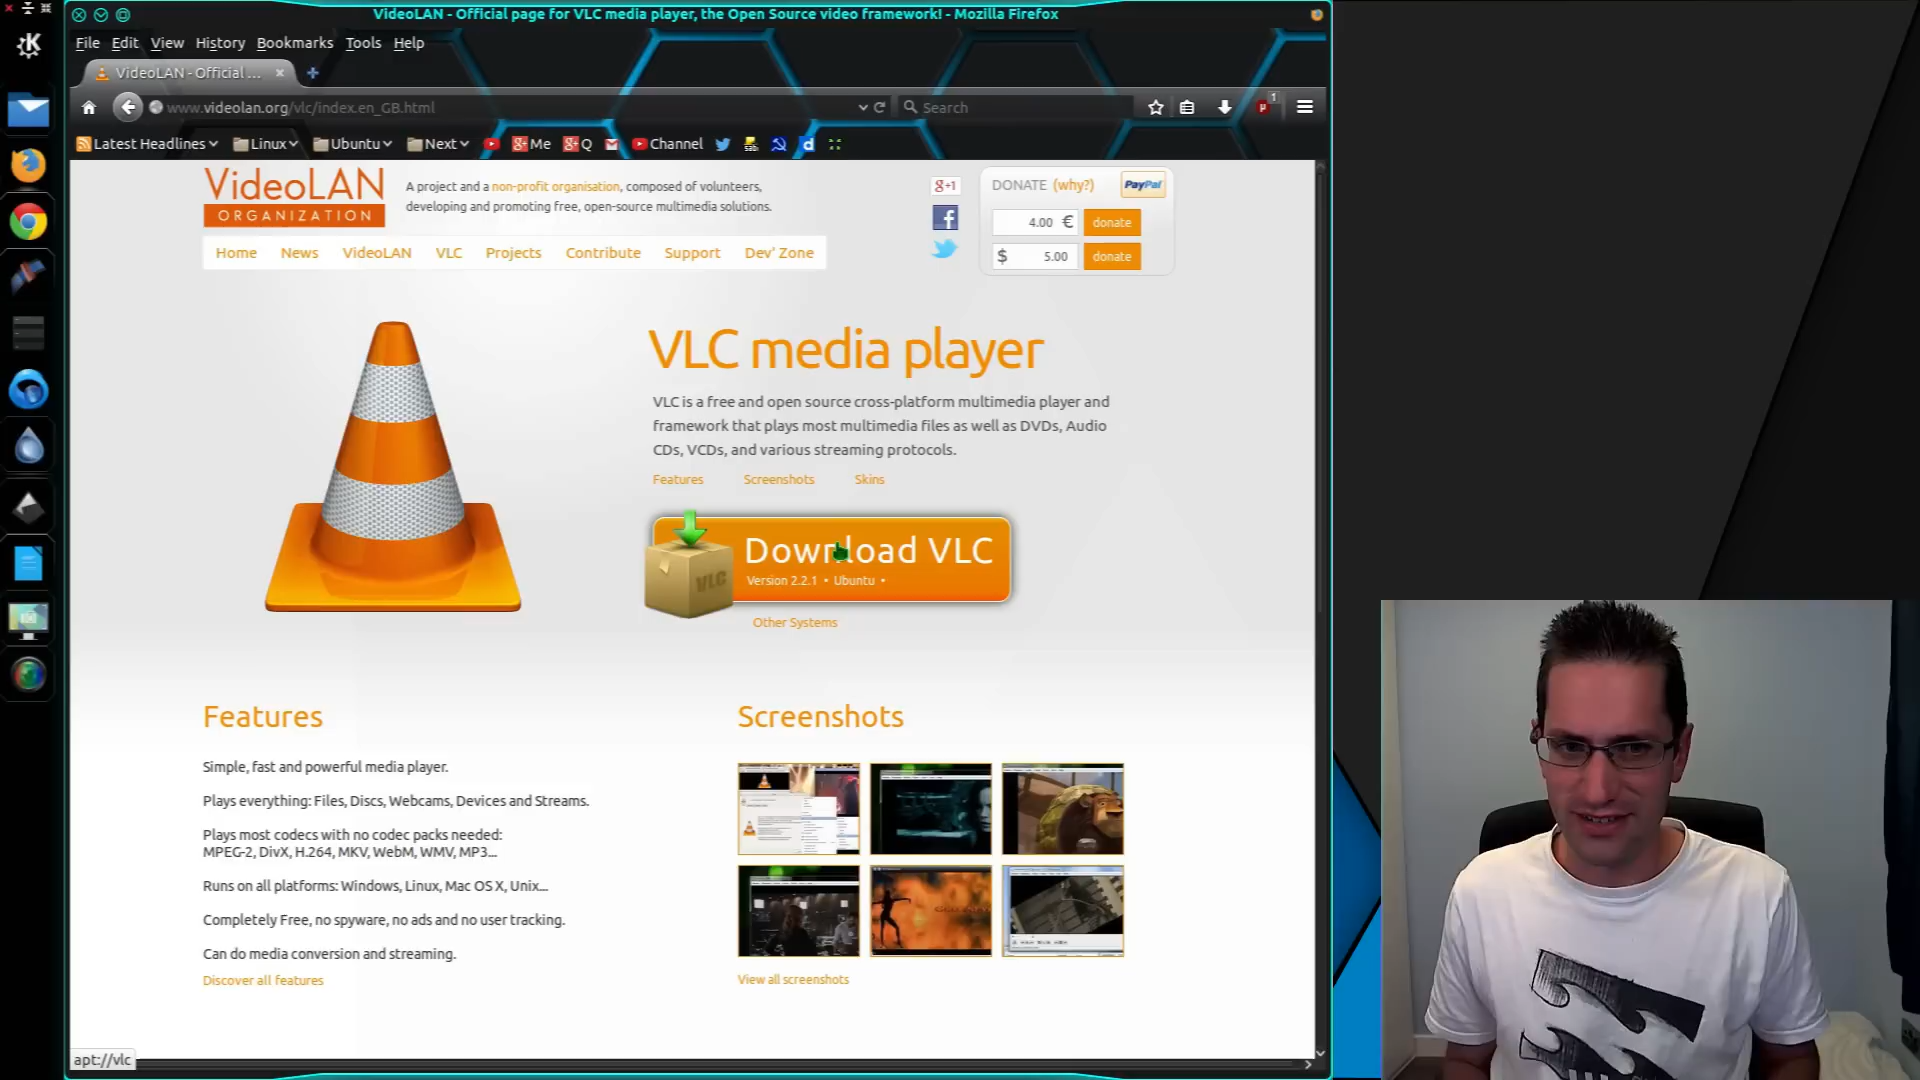 VideoLAN - Official page for VLC media player, the Open Source video framework! - Mozilla Firefox
File Edit View History Bookmarks Tools Help
VideoLAN - Official ...
www.videolan.org/vlc/index.en_GB.html
Search
1
Latest Headlines Linux Ubuntu Next Me Q Channel
VideoLAN
ORGANIZATION
A project and a non-profit organisation, composed of volunteers,
developing and promoting free, open-source multimedia solutions.
g+1
DONATE (why?)
PayPal
4.00 € donate
$ 5.00 donate
Home News VideoLAN VLC Projects Contribute Support Dev' Zone
VLC media player
VLC is a free and open source cross-platform multimedia player and
framework that plays most multimedia files as well as DVDs, Audio
CDs, VCDs, and various streaming protocols.
Features Screenshots Skins
VLC
Download VLC
Version 2.2.1 • Ubuntu •
Other Systems
Features
Simple, fast and powerful media player.
Plays everything: Files, Discs, Webcams, Devices and Streams.
Plays most codecs with no codec packs needed:
MPEG-2, DivX, H.264, MKV, WebM, WMV, MP3...
Runs on all platforms: Windows, Linux, Mac OS X, Unix...
Completely Free, no spyware, no ads and no user tracking.
Can do media conversion and streaming.
Discover all features
Screenshots
View all screenshots
apt://vlc